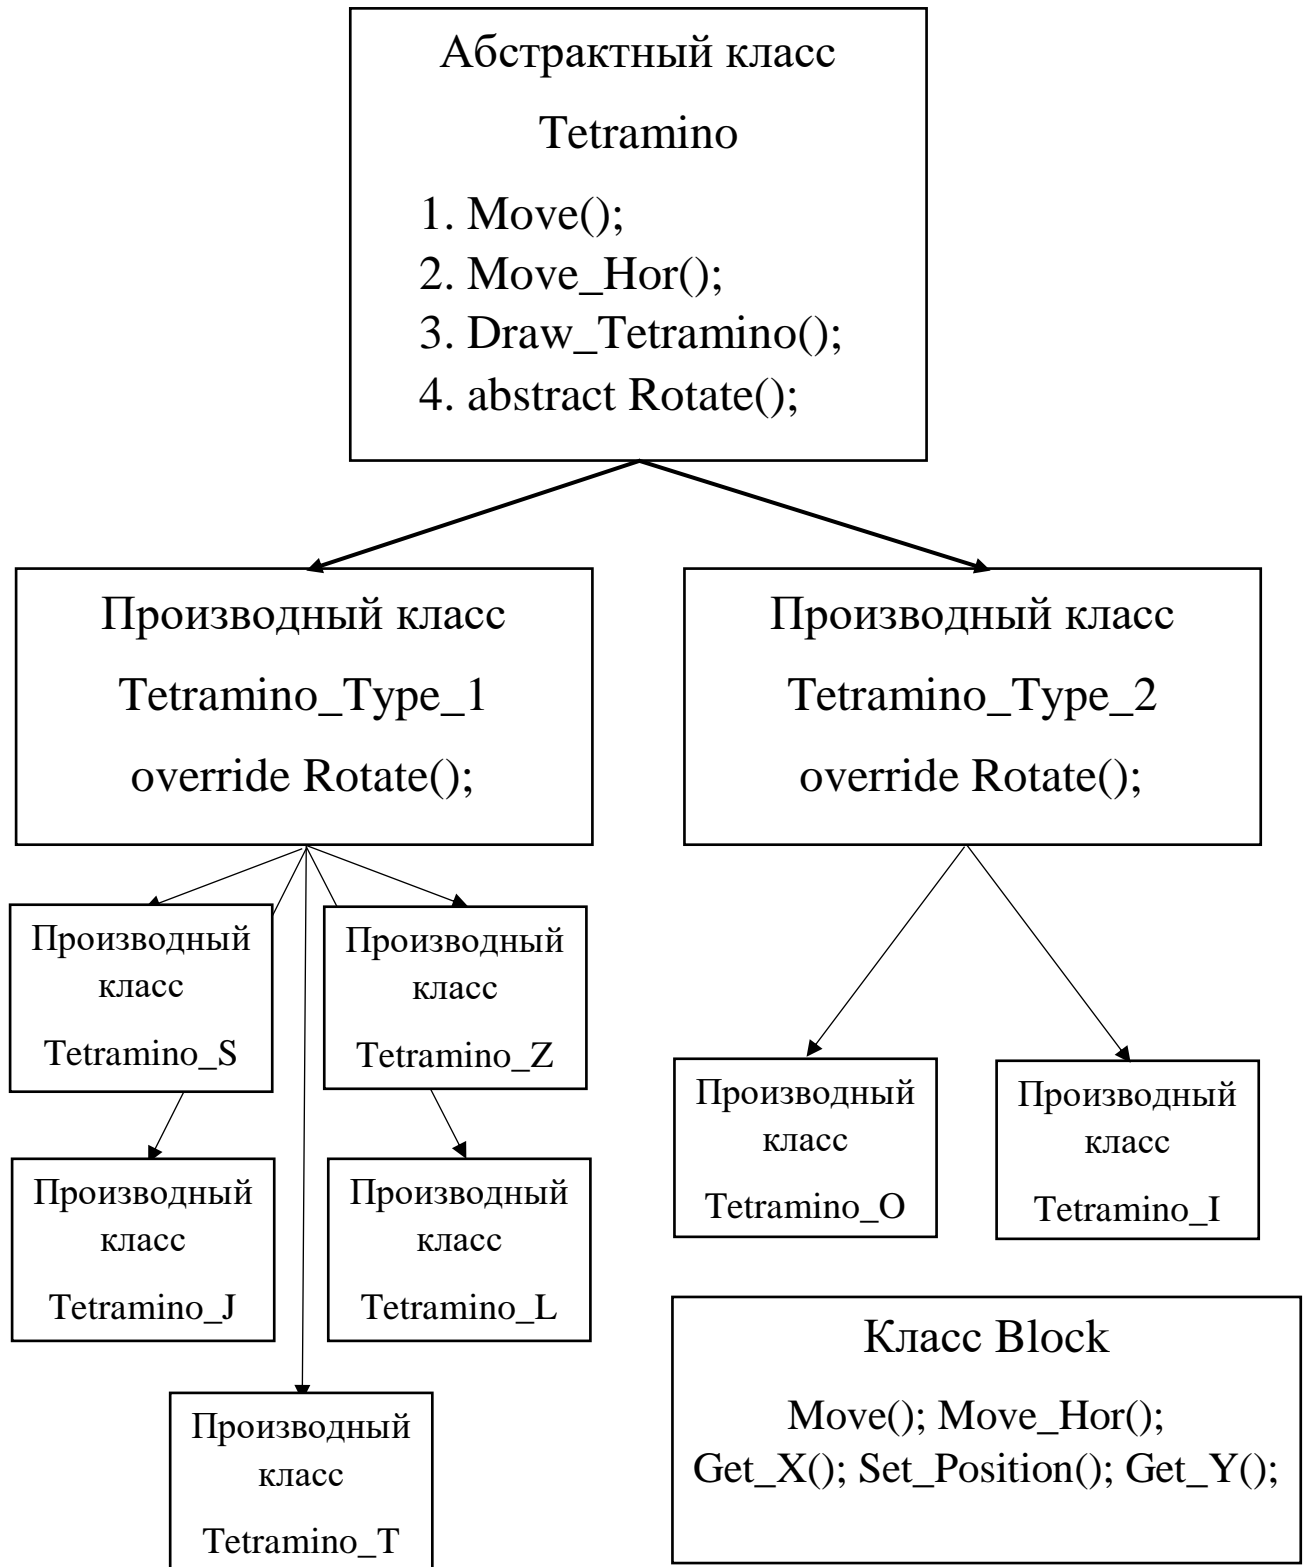 Абстрактный класс
Tetramino
1. Move();
2. Move_Hor();
3. Draw_Tetramino();
4. abstract Rotate();
Производный класс
Tetramino_Type_1
override Rotate();
Производный класс
Tetramino_Type_2
override Rotate();
Производный
класс
Tetramino_S
Производный
класс
Tetramino_Z
Производный
класс
Tetramino_O
Производный
класс
Tetramino_I
Производный
класс
Tetramino_J
Производный
класс
Tetramino_L
Производный
класс
Tetramino_T
Класс Block
Move(); Move_Hor();
Get_X(); Set_Position(); Get_Y();